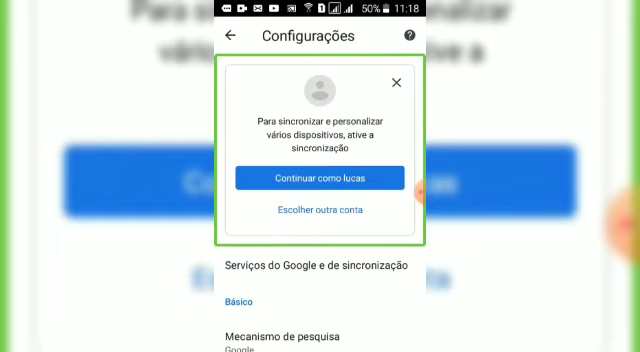 50% 11:18
Configurações
Para sincronizar e personalizar
vários dispositivos, ative a
sincronização
Continuar como lucas
Escolher outra conta
Serviços do Google e de sincronização
Básico
Mecanismo de pesquisa
Google